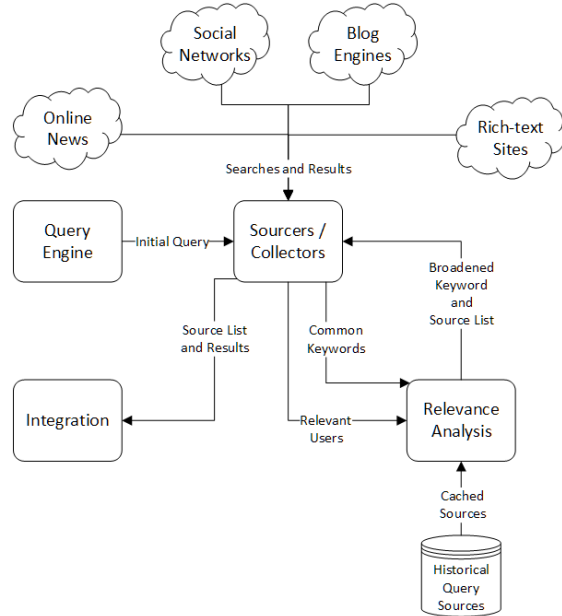 Social
Networks
Blog
Engines
Online
News
Rich-text
Sites
Searches and Results
Query
Engine
Initial Query
Sourcers /
Collectors
Broadened
Keyword
and
Source List
Source List
and Results
Common
Keywords
Integration
Relevant
Users
Relevance
Analysis
Cached
Sources
Historical
Query
Sources